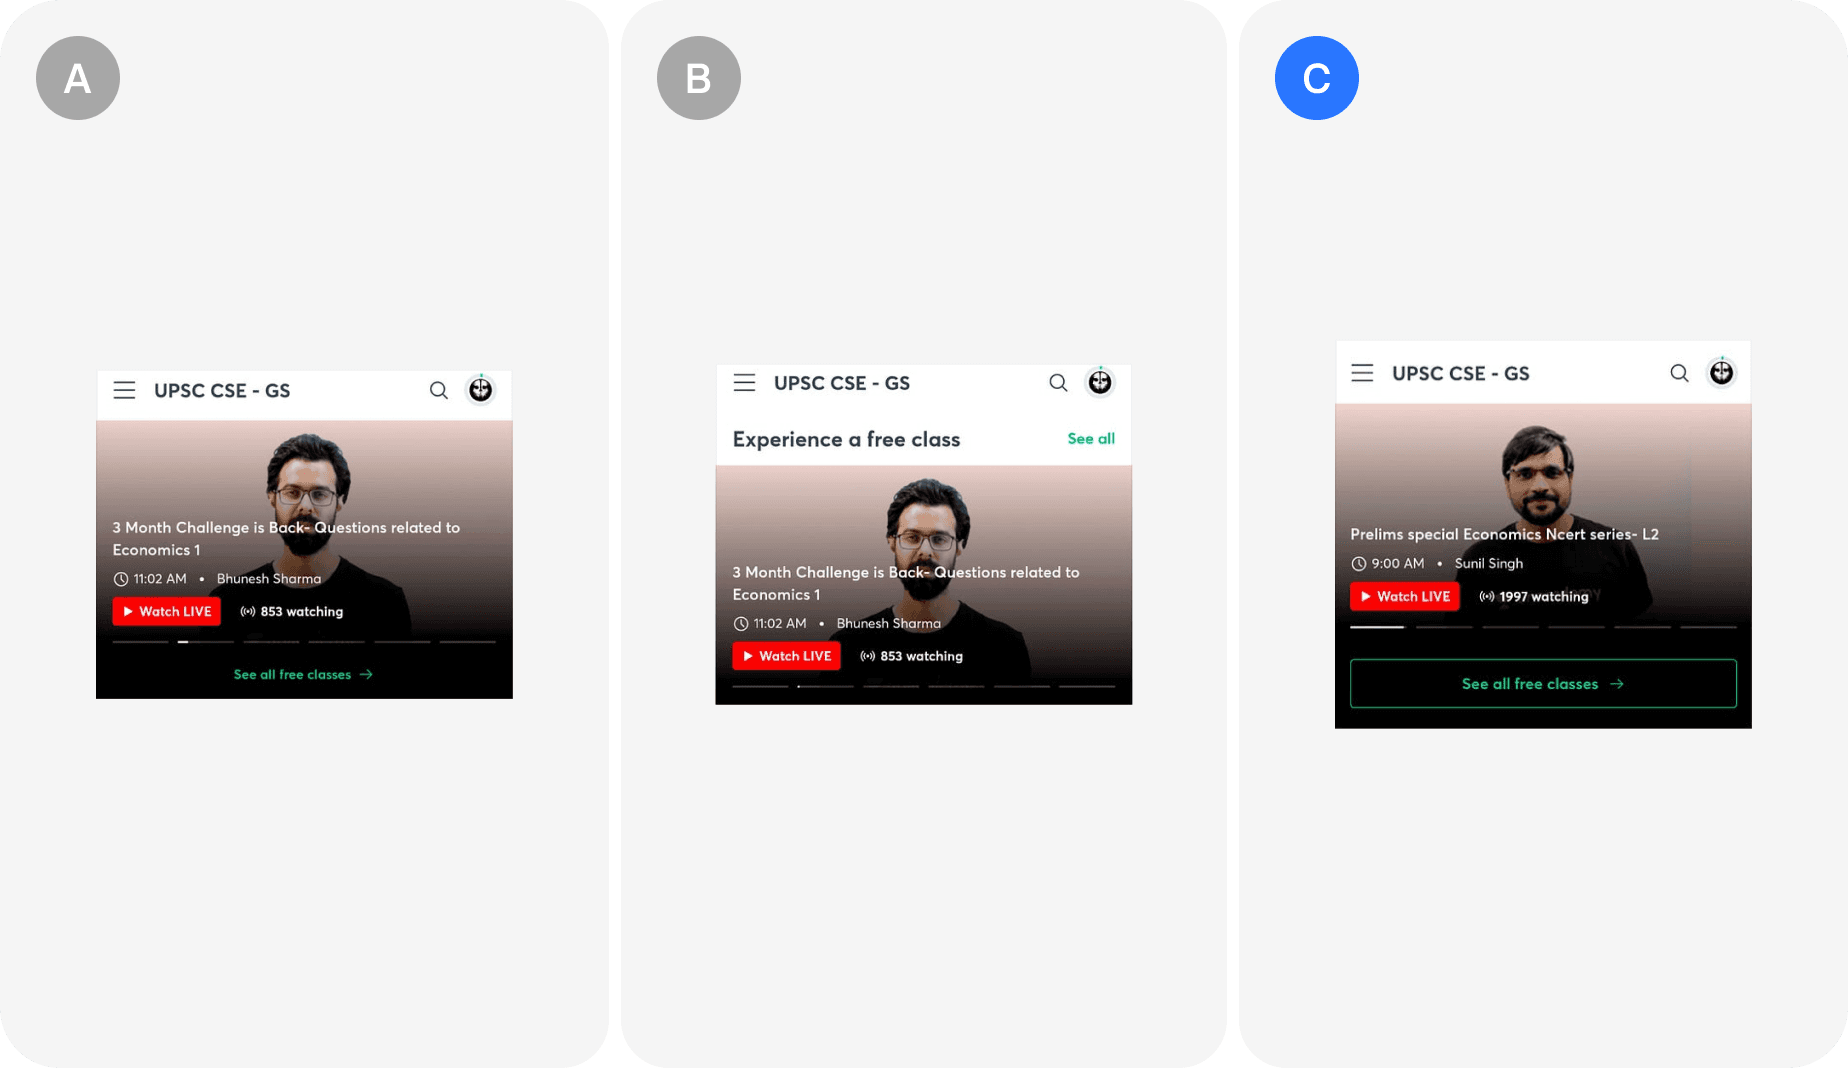 A
UPSC CSE - GS
3 Month Challenge is Back- Questions related to
Economics 1
11:02 AM • Bhunesh Sharma
Watch LIVE 853 watching
See all free classes →
B
UPSC CSE - GS
Experience a free class See all
3 Month Challenge is Back- Questions related to
Economics 1
11:02 AM • Bhunesh Sharma
Watch LIVE 853 watching
C
UPSC CSE - GS
Prelims special Economics Ncert series- L2
9:00 AM • Sunil Singh
Watch LIVE 1997 watching
See all free classes →